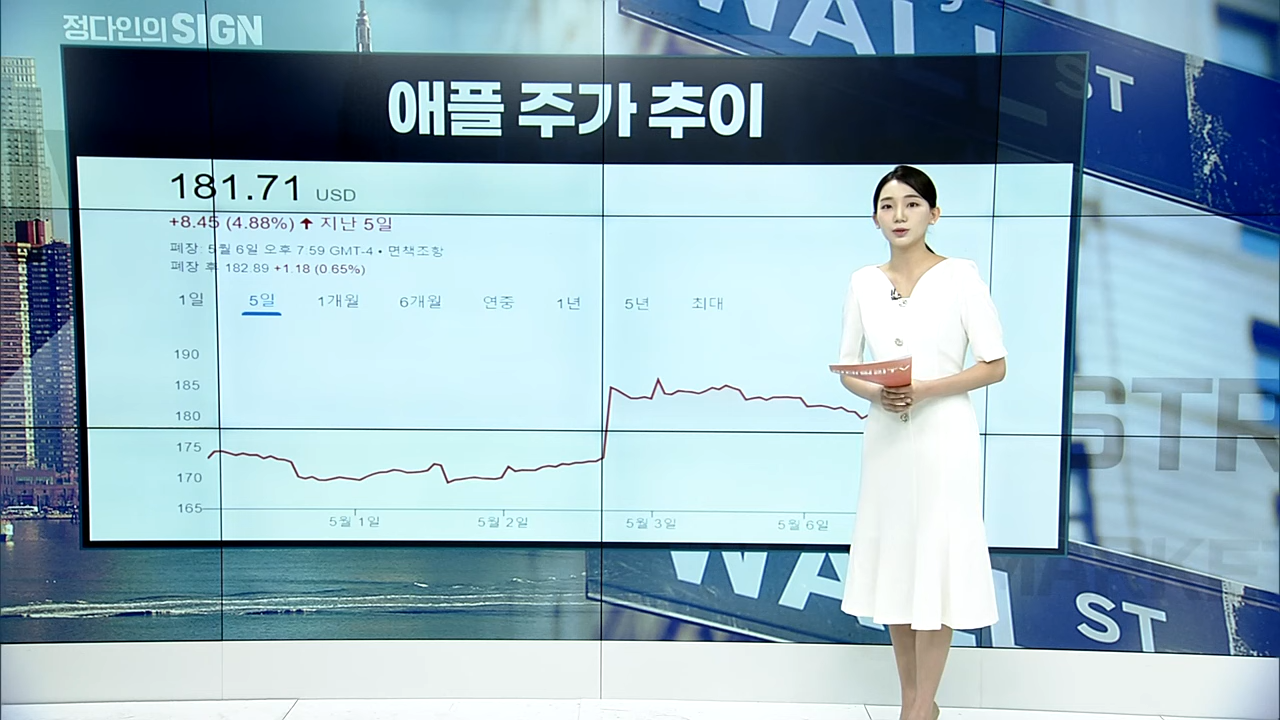 정다인의 SIGN
WALL ST
애플 주가 추이
181.71 USD
+8.45 (4.88%) ↑ 지난 5일
폐장: 5월 6일 오후 7:59 GMT-4 • 면책조항
폐장 후 182.89 +1.18 (0.65%)
1일 5일 1개월 6개월 연중 1년 5년 최대
190
185
180
175
170
165
5월 1일 5월 2일 5월 3일 5월 6일
STR
MARKET
WALL ST